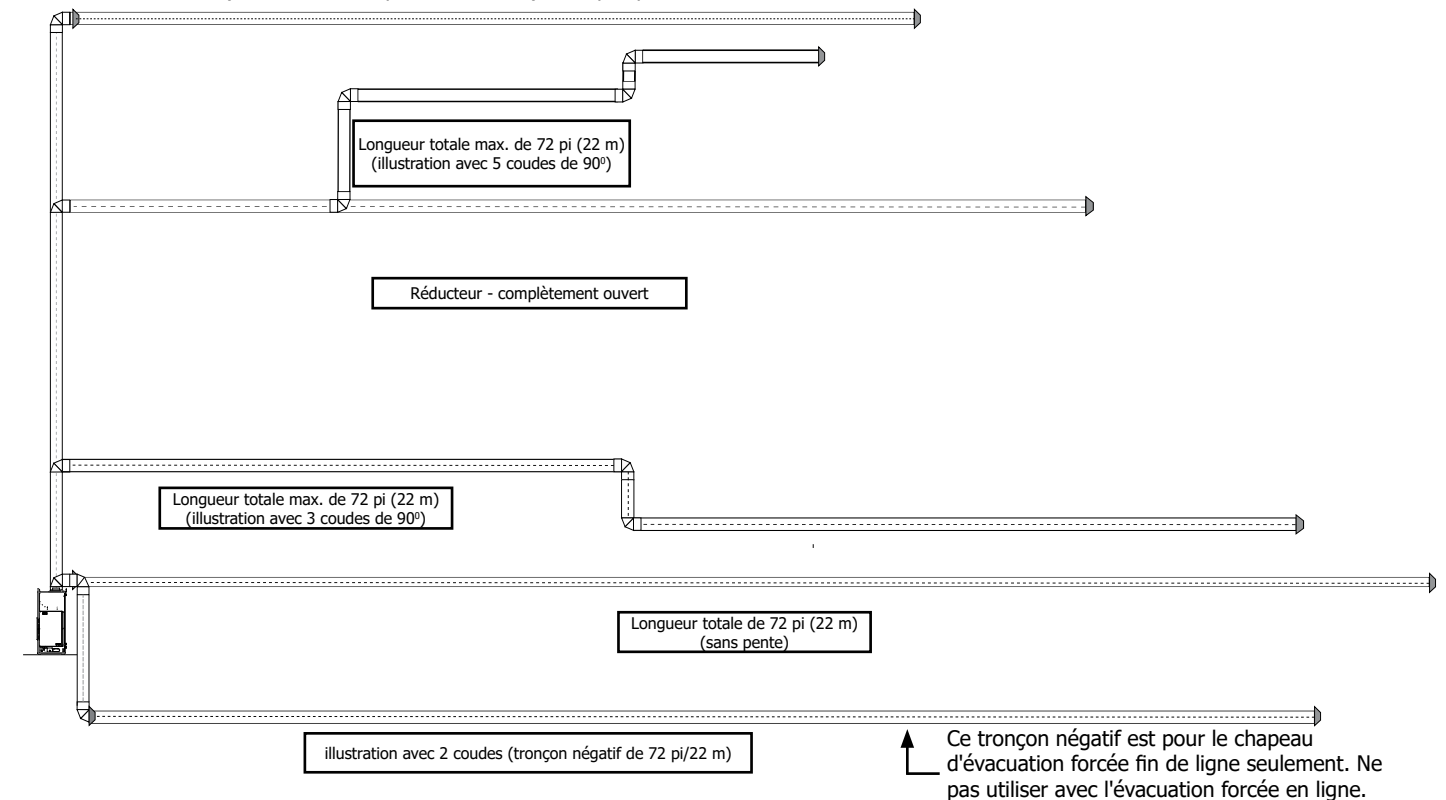 Longueur totale max. de 72 pi (22 m)
(illustration avec 5 coudes de 90⁰)
Réducteur - complètement ouvert
Longueur totale max. de 72 pi (22 m)
(illustration avec 3 coudes de 90⁰)
Longueur totale de 72 pi (22 m)
(sans pente)
illustration avec 2 coudes (tronçon négatif de 72 pi/22 m)
Ce tronçon négatif est pour le chapeau
d'évacuation forcée fin de ligne seulement. Ne
pas utiliser avec l'évacuation forcée en ligne.